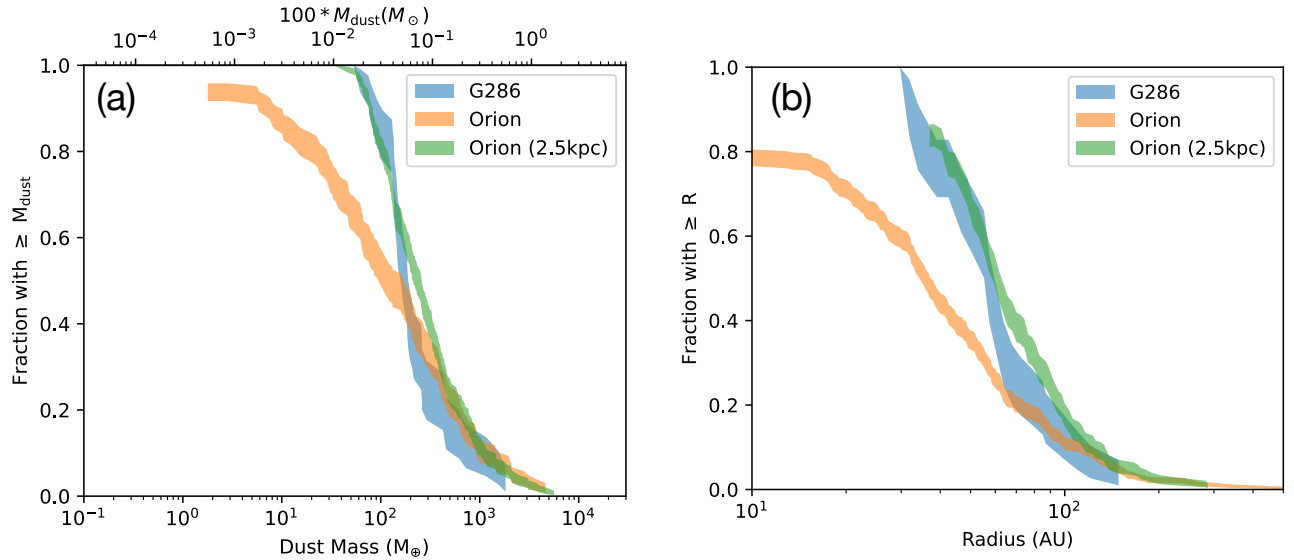 100 * M_dust(M_⊙)
10^-4 10^-3 10^-2 10^-1 10^0
(a)
G286
Orion
Orion (2.5kpc)
1.0
0.8
0.6
0.4
0.2
0.0
Fraction with ≥ M_dust
10^-1 10^0 10^1 10^2 10^3 10^4
Dust Mass (M_⊕)
(b)
G286
Orion
Orion (2.5kpc)
1.0
0.8
0.6
0.4
0.2
0.0
Fraction with ≥ R
10^1 10^2
Radius (AU)